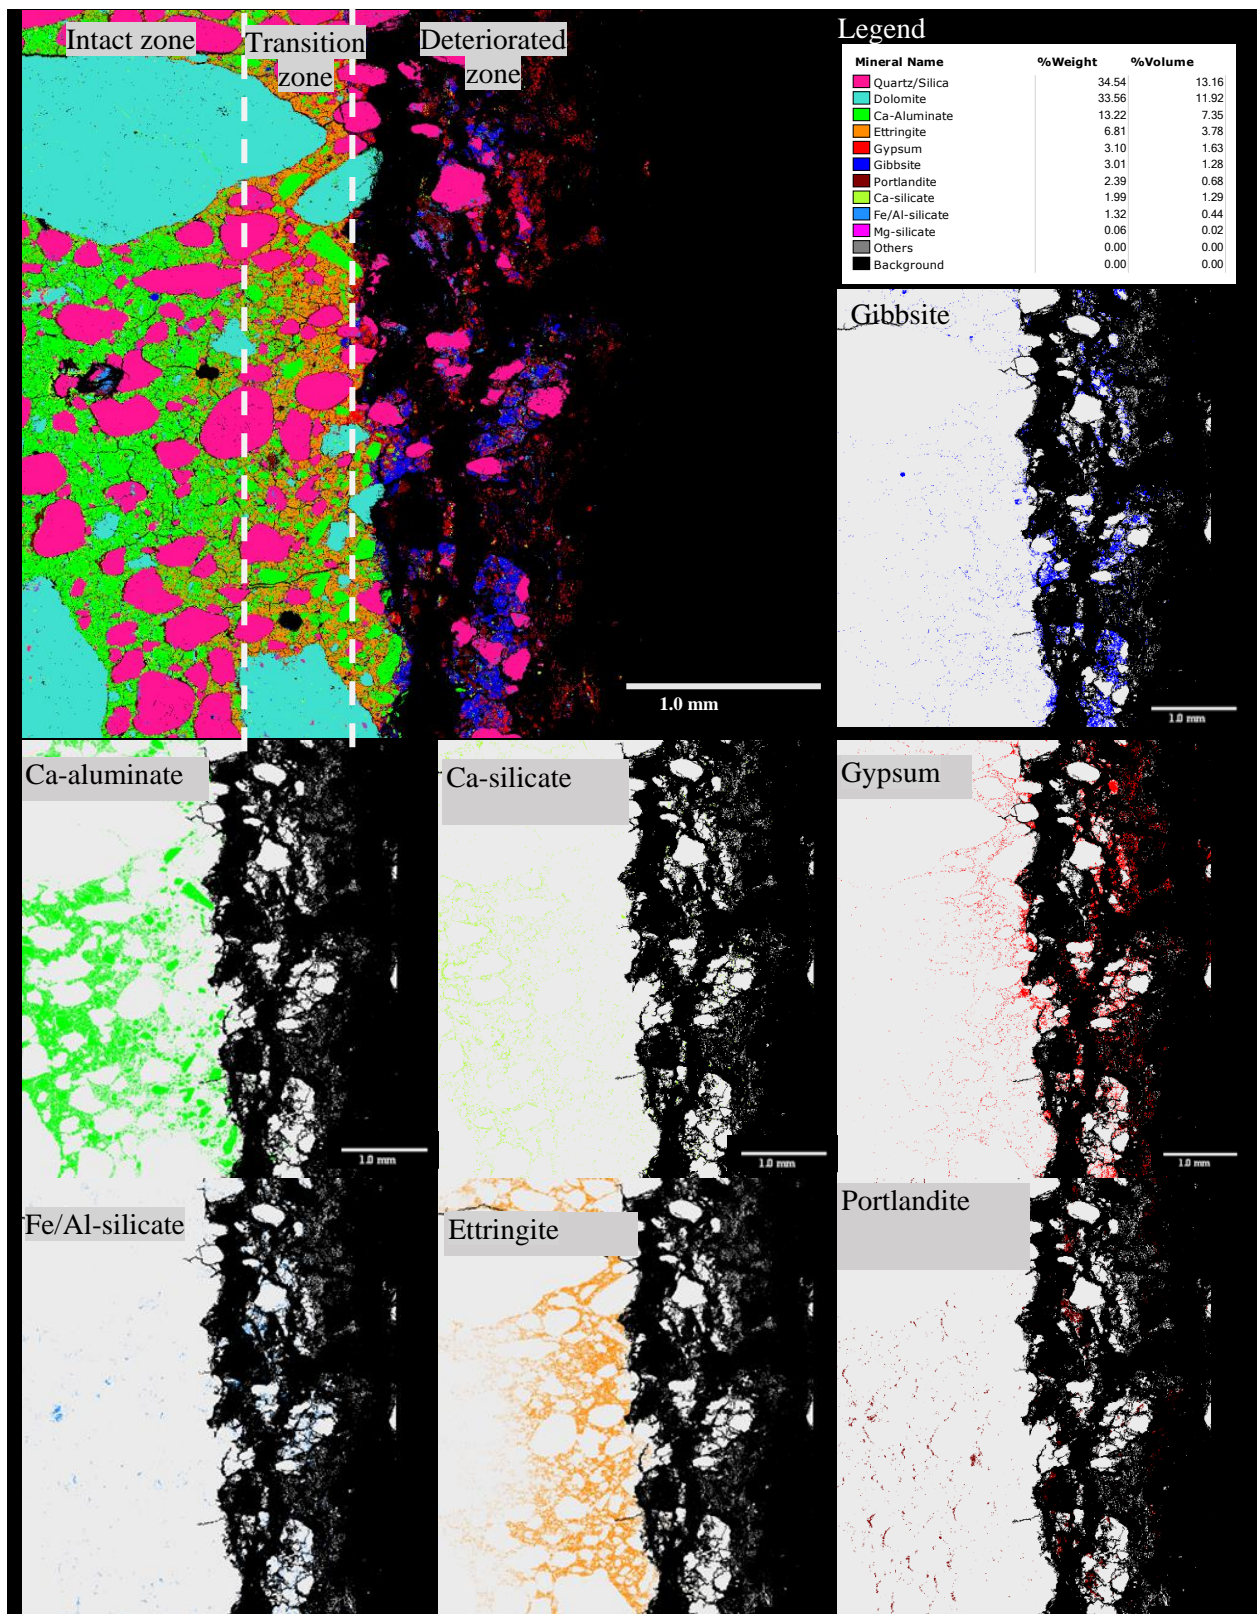 Intact zone
Transition
zone
Deteriorated
zone
1.0 mm
Legend
Mineral Name %Weight %Volume
Quartz/Silica 34.54 13.16
Dolomite 33.56 11.92
Ca-Aluminate 13.22 7.35
Ettringite 6.81 3.78
Gypsum 3.10 1.63
Gibbsite 3.01 1.28
Portlandite 2.39 0.68
Ca-silicate 1.99 1.29
Fe/Al-silicate 1.32 0.44
Mg-silicate 0.06 0.02
Others 0.00 0.00
Background 0.00 0.00
Gibbsite
1.0 mm
Ca-aluminate
1.0 mm
Ca-silicate
1.0 mm
Gypsum
1.0 mm
Fe/Al-silicate
Ettringite
Portlandite